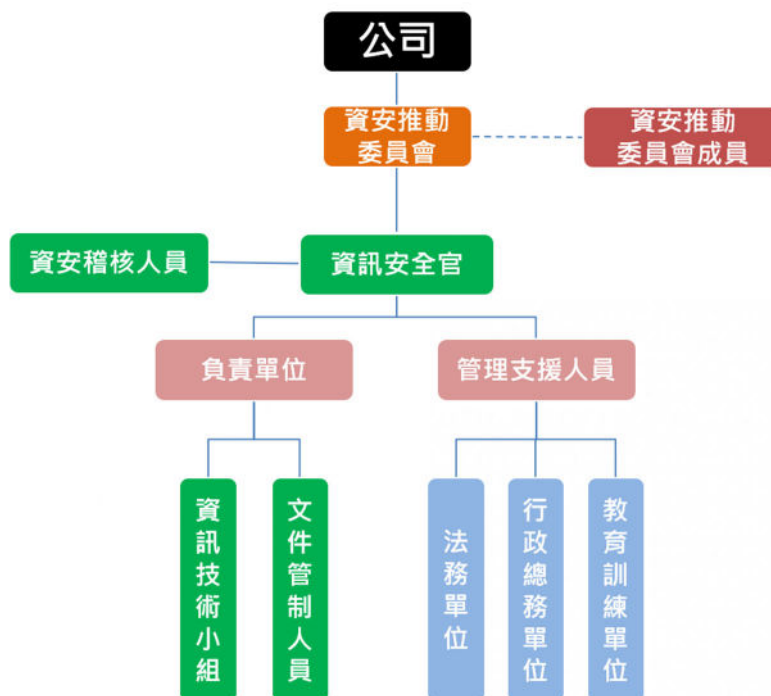 公司
資安推動
委員會
資安推動
委員會成員
資安稽核人員
資訊安全官
負責單位
管理支援人員
資訊技術小組
文件管制人員
法務單位
行政總務單位
教育訓練單位